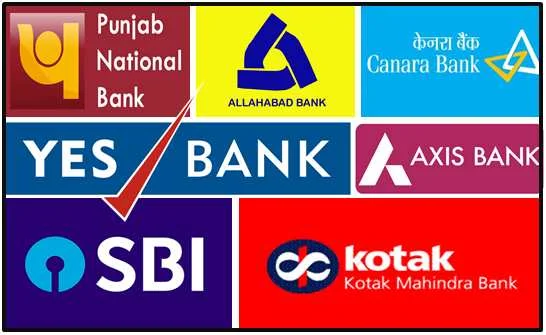 Punjab
National
Bank
ALLAHABAD BANK
केनरा बैंक
Canara Bank
YES BANK
AXIS BANK
SBI
kotak
Kotak Mahindra Bank